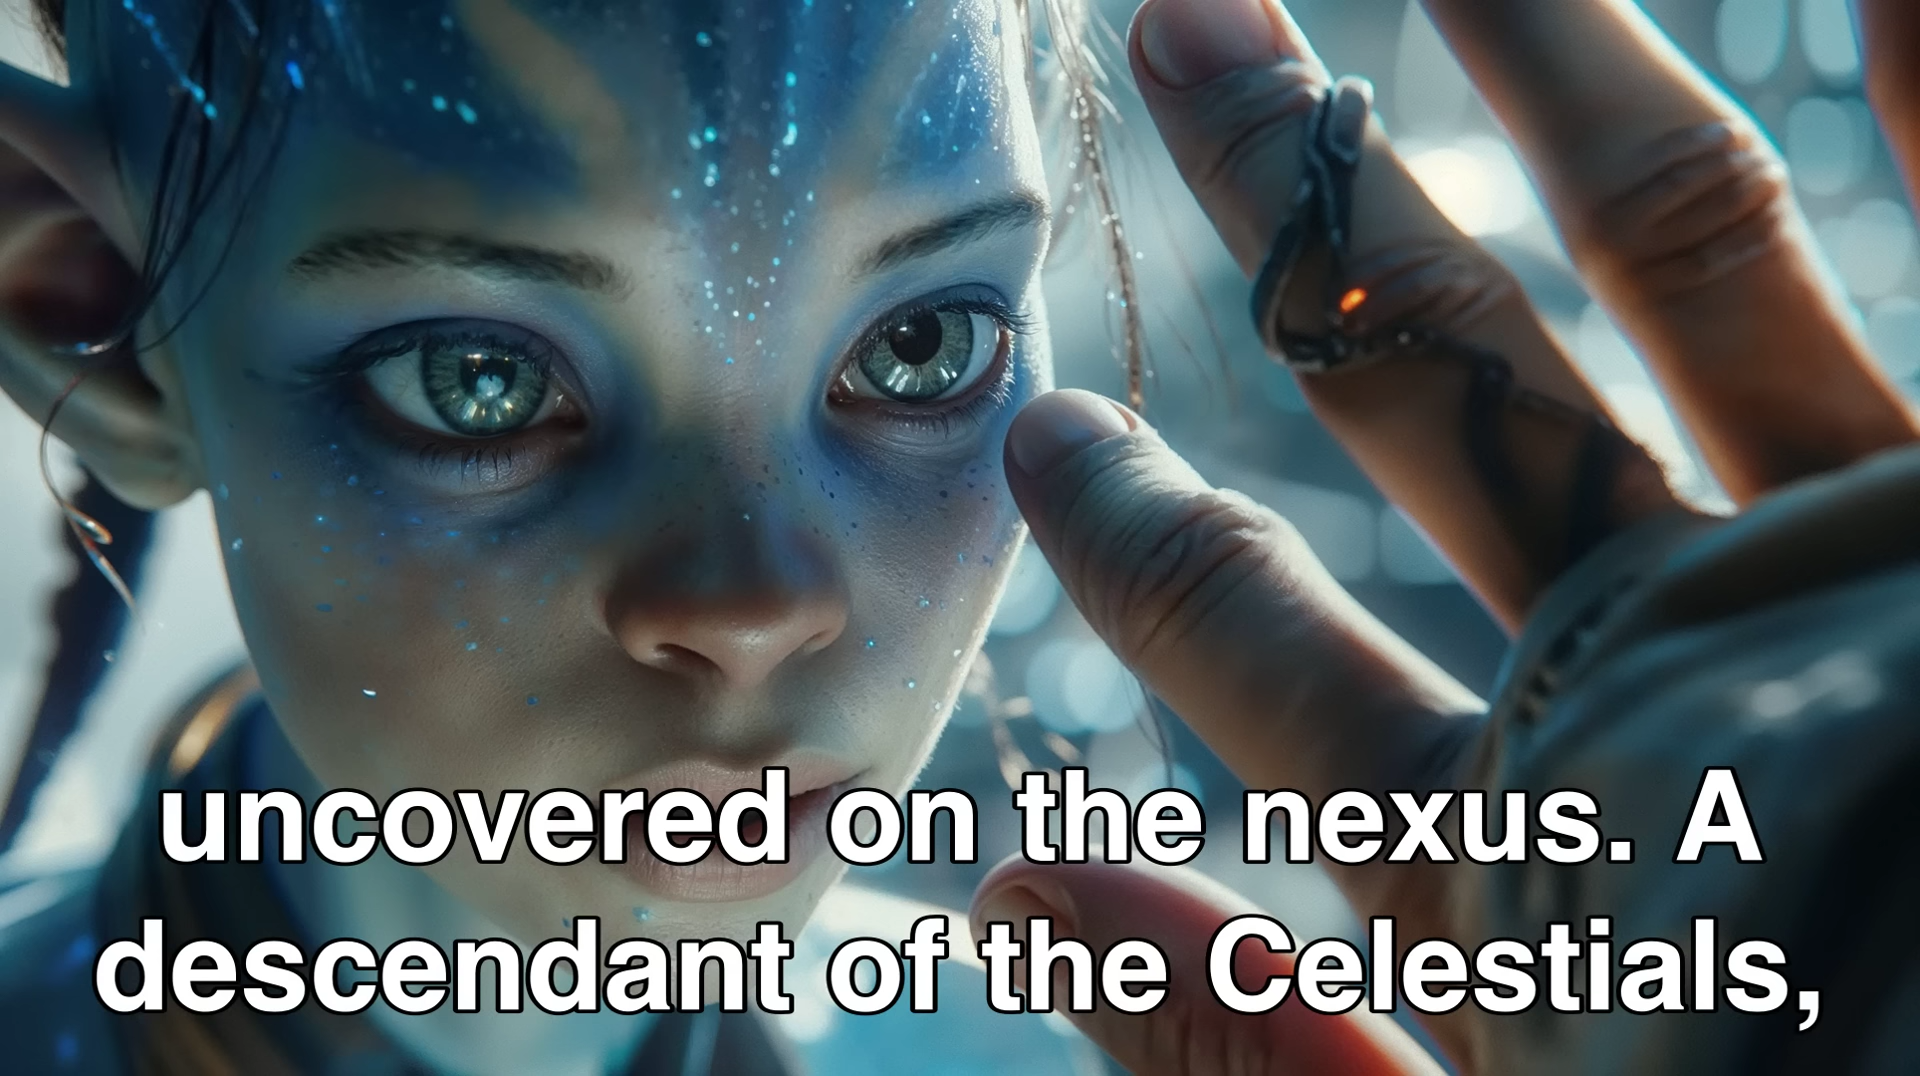 uncovered on the nexus. A
descendant of the Celestials,